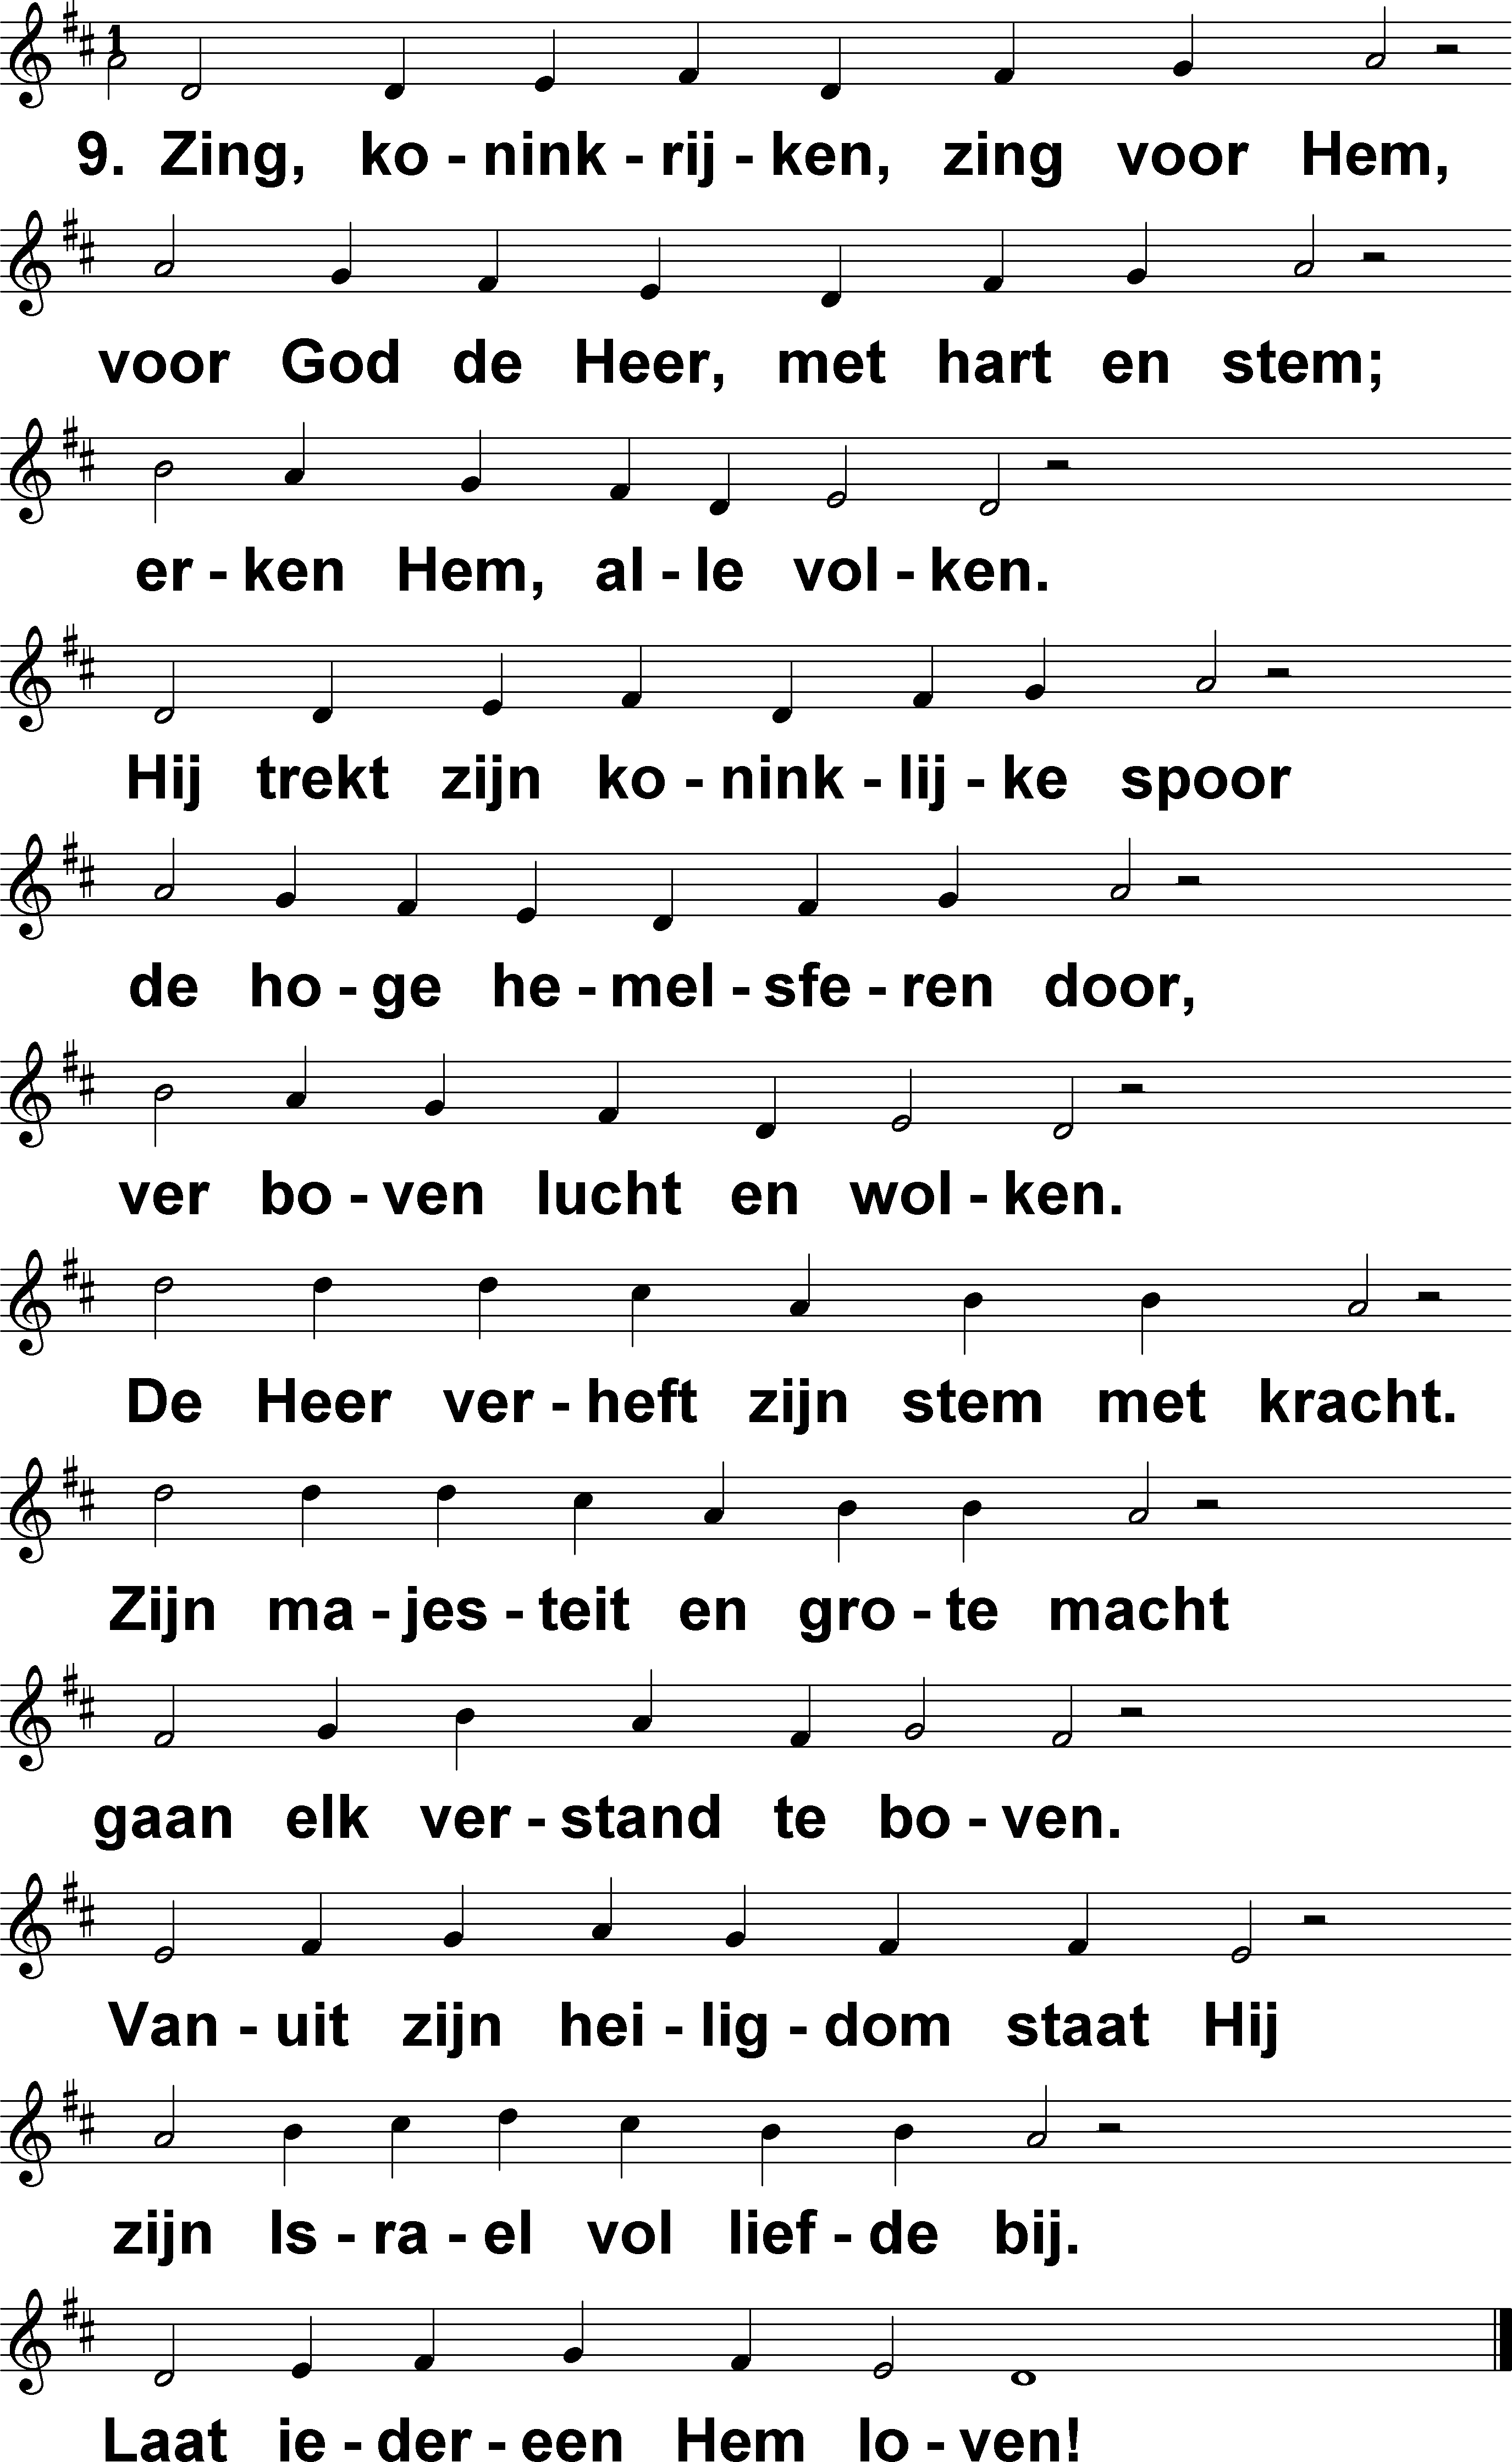 1
2
9. Zing, ko - nink - rij - ken, zing voor Hem,
voor God de Heer, met hart en stem;
er - ken Hem, al - le vol - ken.
Hij trekt zijn ko - nink - lij - ke spoor
de ho - ge he - mel - sfe - ren door,
ver bo - ven lucht en wol - ken.
De Heer ver - heft zijn stem met kracht.
Zijn ma - jes - teit en gro - te macht
gaan elk ver - stand te bo - ven.
Van - uit zijn hei - lig - dom staat Hij
zijn Is - ra - el vol lief - de bij.
Laat ie - der - een Hem lo - ven!